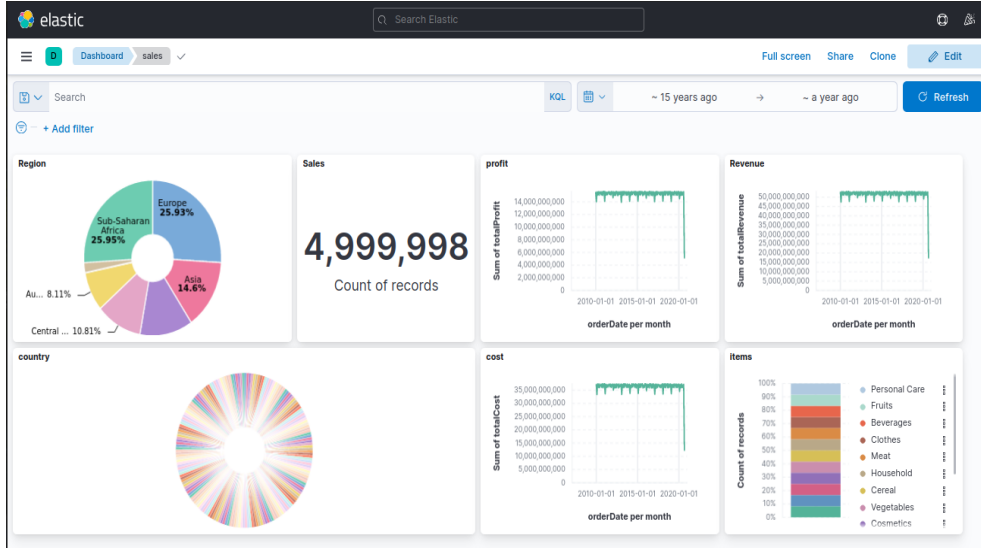 elastic
Search Elastic
D
Dashboard
sales
Full screen
Share
Clone
Edit
Search
KQL
~ 15 years ago
→
~ a year ago
Refresh
+ Add filter
Region
Europe
25.93%
Sub-Saharan
Africa
25.95%
Asia
14.6%
Au... 8.11%
Central ... 10.81%
Sales
4,999,998
Count of records
profit
Sum of totalProfit
14,000,000,000
12,000,000,000
10,000,000,000
8,000,000,000
6,000,000,000
4,000,000,000
2,000,000,000
0
2010-01-01 2015-01-01 2020-01-01
orderDate per month
Revenue
Sum of totalRevenue
50,000,000,000
45,000,000,000
40,000,000,000
35,000,000,000
30,000,000,000
25,000,000,000
20,000,000,000
15,000,000,000
10,000,000,000
5,000,000,000
0
2010-01-01 2015-01-01 2020-01-01
orderDate per month
country
cost
Sum of totalCost
35,000,000,000
30,000,000,000
25,000,000,000
20,000,000,000
15,000,000,000
10,000,000,000
5,000,000,000
0
2010-01-01 2015-01-01 2020-01-01
orderDate per month
items
Count of records
100%
90%
80%
70%
60%
50%
40%
30%
20%
10%
0%
Personal Care
Fruits
Beverages
Clothes
Meat
Household
Cereal
Vegetables
Cosmetics